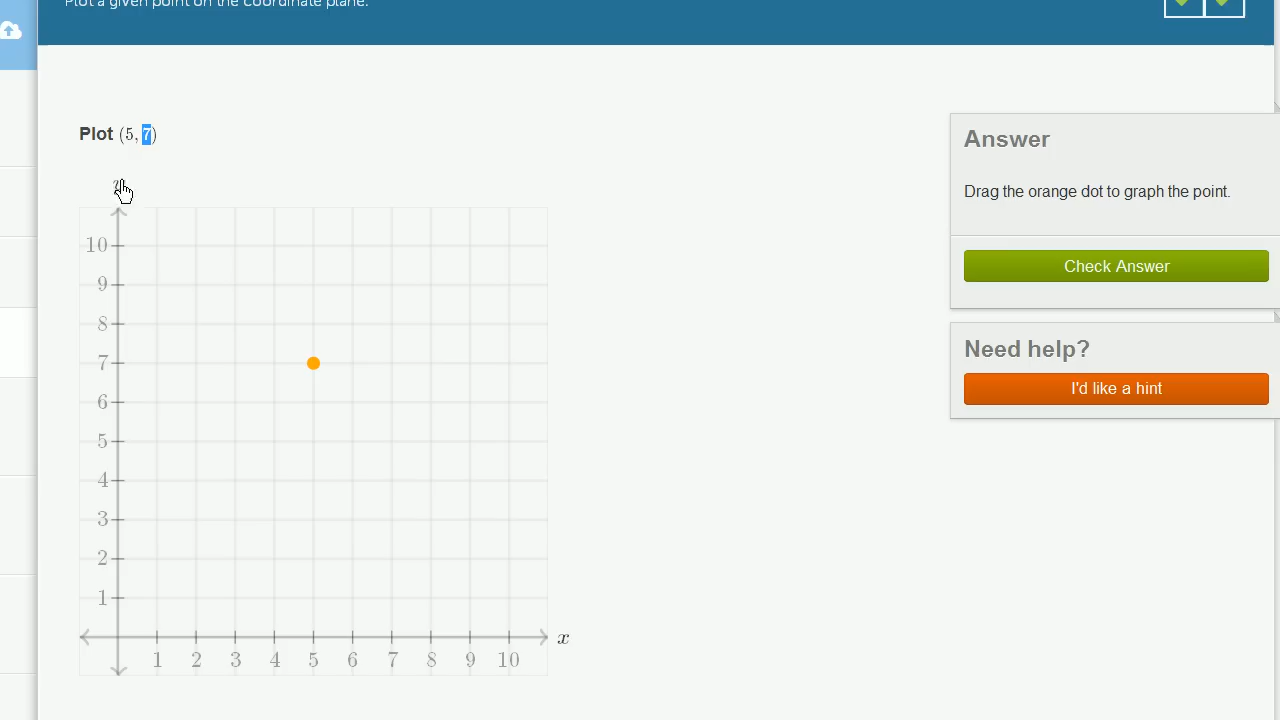 Plot a given point on the coordinate plane.
Plot (5, 7)
Answer
Drag the orange dot to graph the point.
Check Answer
Need help?
I'd like a hint
10
9
8
7
6
5
4
3
2
1
x
1 2 3 4 5 6 7 8 9 10